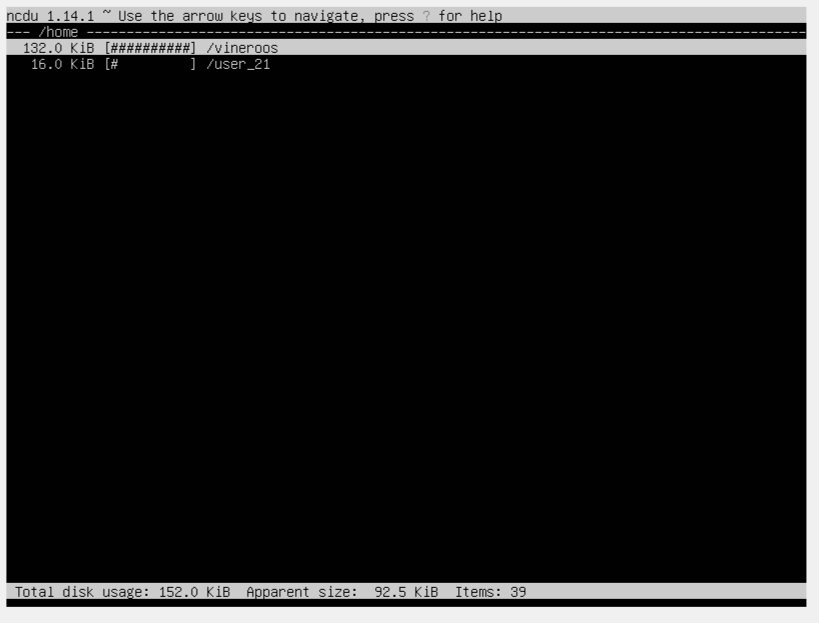 ncdu 1.14.1 ~ Use the arrow keys to navigate, press ? for help
--- /home ------------------------------------------------------------------------------------------
  132.0 KiB [##########] /vineroos
   16.0 KiB [#         ] /user_21
 Total disk usage: 152.0 KiB  Apparent size:  92.5 KiB  Items: 39